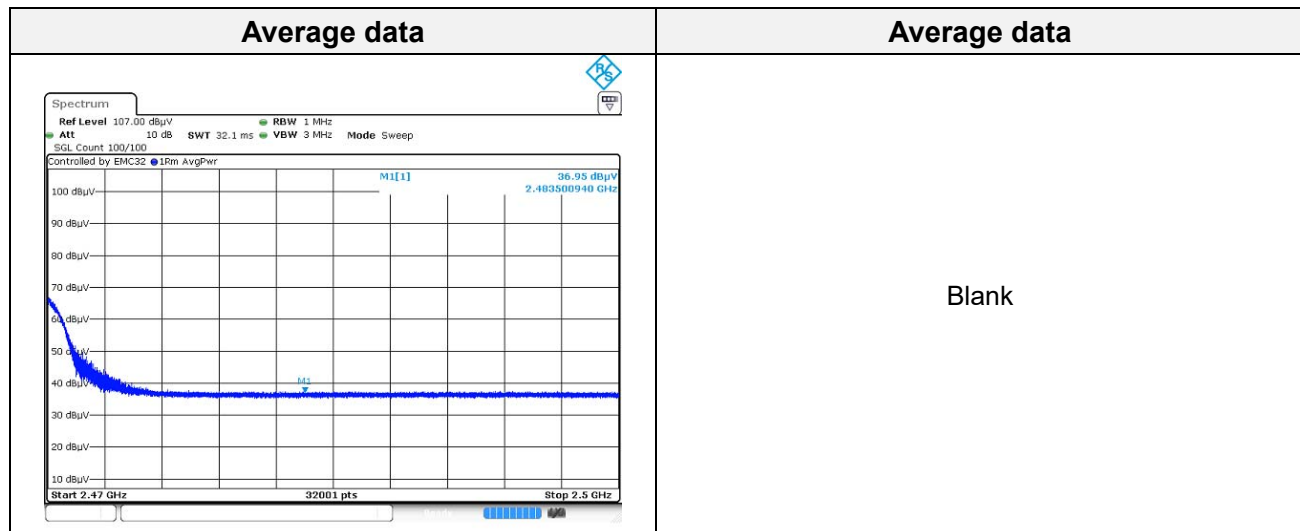 Average data
Average data
R&S
Spectrum
Ref Level 107.00 dBµV RBW 1 MHz
Att 10 dB SWT 32.1 ms VBW 3 MHz Mode Sweep
SGL Count 100/100
Controlled by EMC32 1Rm AvgPwr
M1[1] 36.95 dBµV
2.483500940 GHz
100 dBµV
90 dBµV
80 dBµV
70 dBµV
60 dBµV
50 dBµV
40 dBµV
M1
30 dBµV
20 dBµV
10 dBµV
Start 2.47 GHz 32001 pts Stop 2.5 GHz
Blank